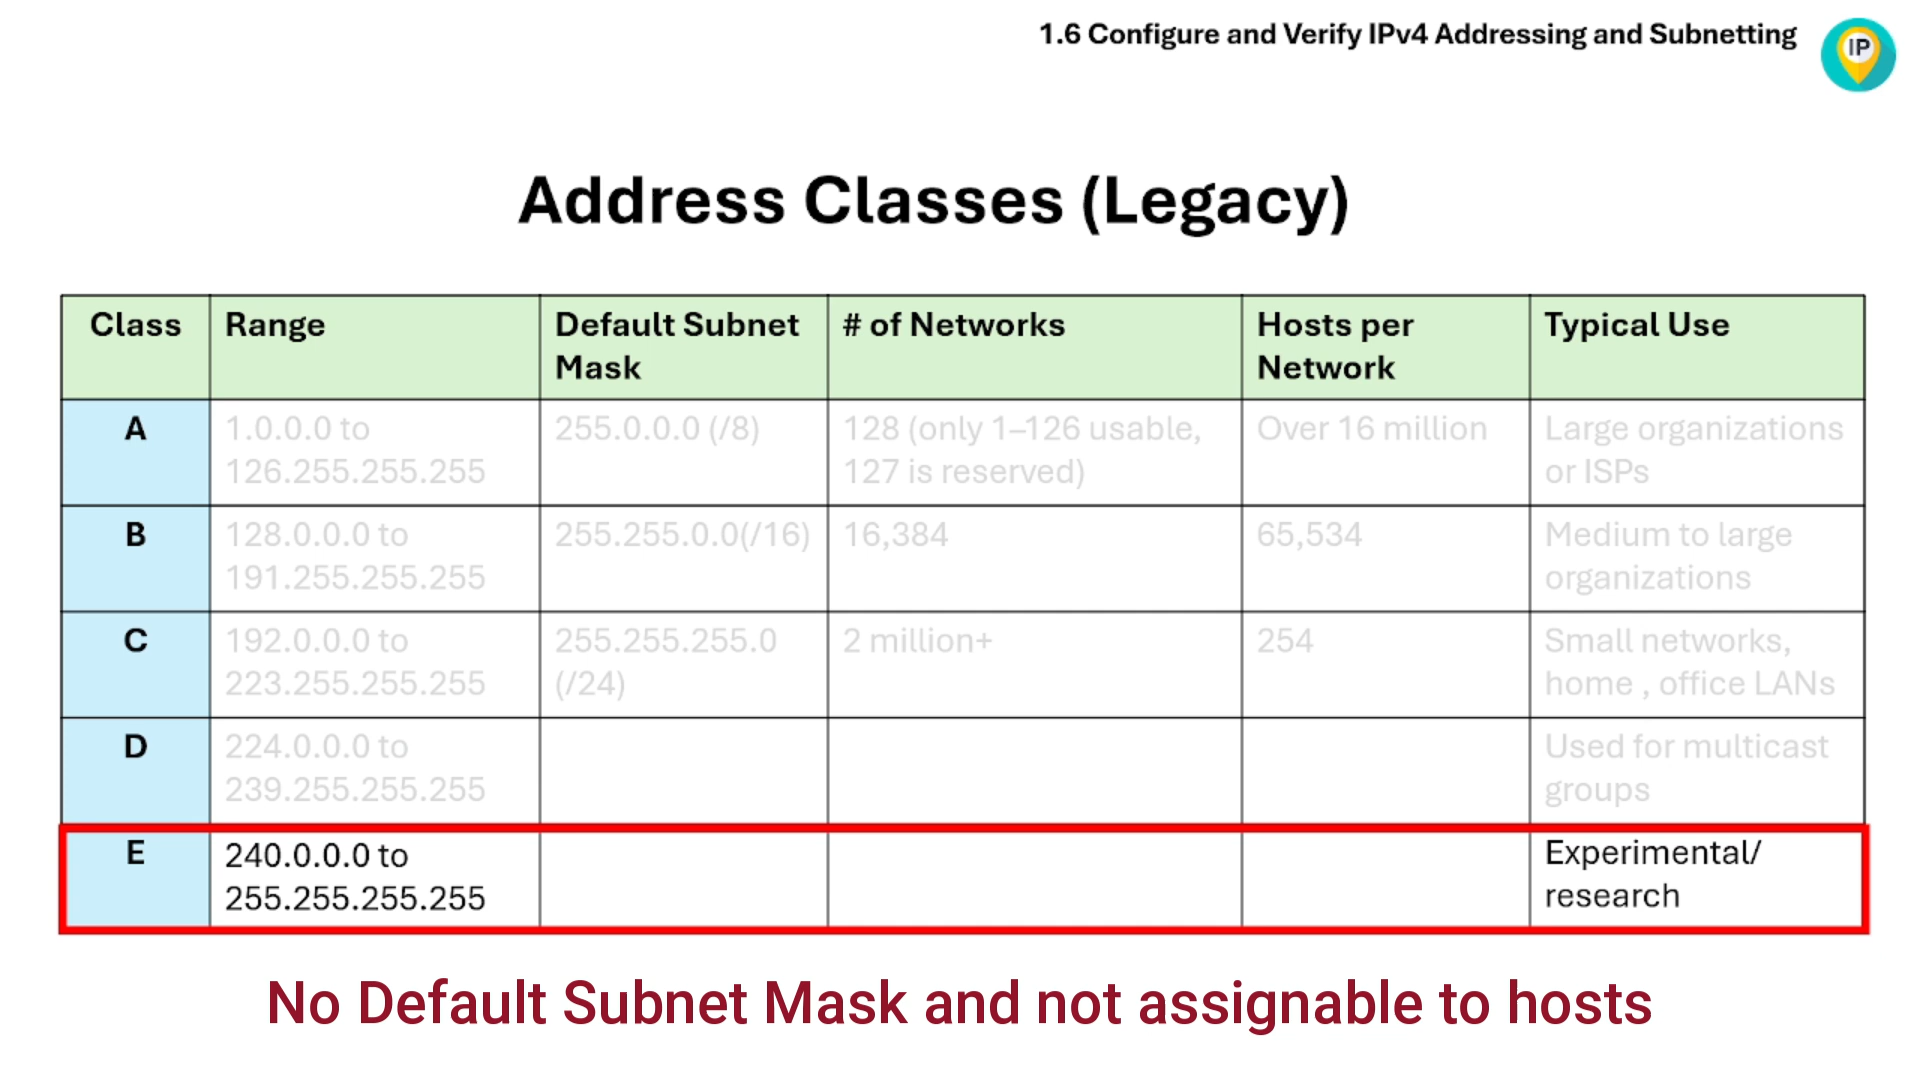 1.6 Configure and Verify IPv4 Addressing and Subnetting
IP
Address Classes (Legacy)
Class
Range
Default Subnet
Mask
# of Networks
Hosts per
Network
Typical Use
A
1.0.0.0 to
126.255.255.255
255.0.0.0 (/8)
128 (only 1–126 usable,
127 is reserved)
Over 16 million
Large organizations
or ISPs
B
128.0.0.0 to
191.255.255.255
255.255.0.0(/16)
16,384
65,534
Medium to large
organizations
C
192.0.0.0 to
223.255.255.255
255.255.255.0
(/24)
2 million+
254
Small networks,
home , office LANs
D
224.0.0.0 to
239.255.255.255
Used for multicast
groups
E
240.0.0.0 to
255.255.255.255
Experimental/
research
No Default Subnet Mask and not assignable to hosts